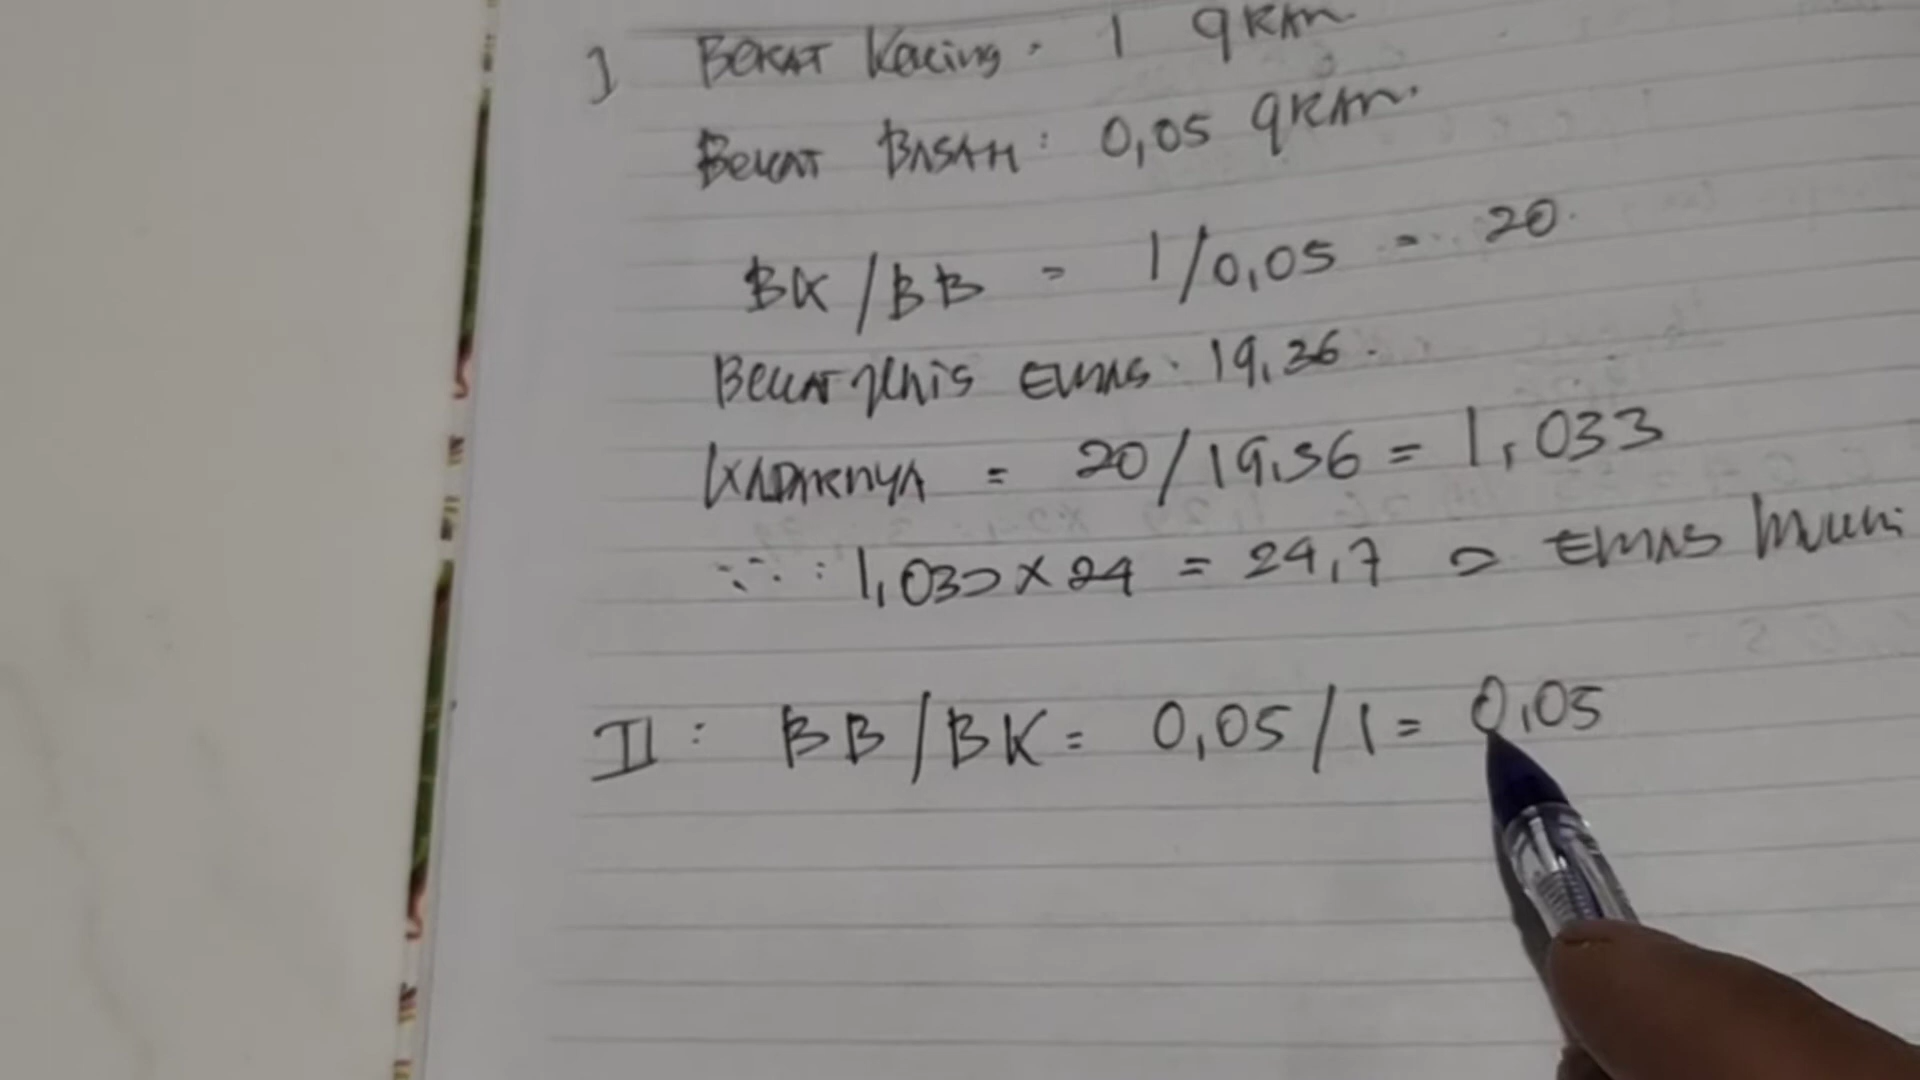 I Berat Kering : 1 gram
Berat Basah : 0,05 gram.
BK/BB = 1/0,05 = 20
Berat jenis Emas : 19,36.
Kadarnya = 20/19,36 = 1,033
∴ : 1,033 x 24 = 24,7 = Emas Murni
II : BB/BK = 0,05/1 = 0,05